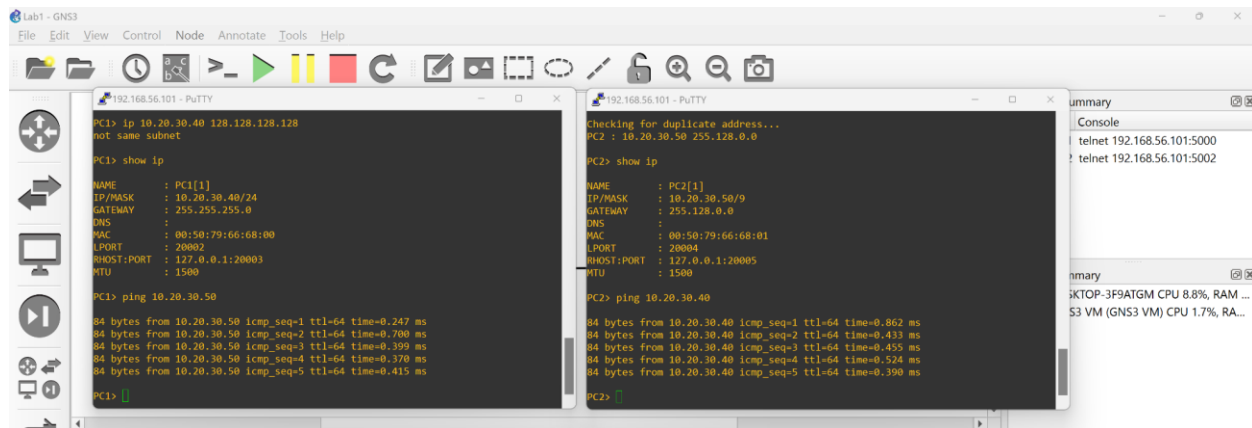 Lab1 - GNS3
File Edit View Control Node Annotate Tools Help
192.168.56.101 - PuTTY
PC1> ip 10.20.30.40 128.128.128.128
not same subnet
PC1> show ip
NAME : PC1[1]
IP/MASK : 10.20.30.40/24
GATEWAY : 255.255.255.0
DNS :
MAC : 00:50:79:66:68:00
LPORT : 20002
RHOST:PORT : 127.0.0.1:20003
MTU : 1500
PC1> ping 10.20.30.50
84 bytes from 10.20.30.50 icmp_seq=1 ttl=64 time=0.247 ms
84 bytes from 10.20.30.50 icmp_seq=2 ttl=64 time=0.700 ms
84 bytes from 10.20.30.50 icmp_seq=3 ttl=64 time=0.399 ms
84 bytes from 10.20.30.50 icmp_seq=4 ttl=64 time=0.370 ms
84 bytes from 10.20.30.50 icmp_seq=5 ttl=64 time=0.415 ms
PC1>
192.168.56.101 - PuTTY
Checking for duplicate address...
PC2 : 10.20.30.50 255.128.0.0
PC2> show ip
NAME : PC2[1]
IP/MASK : 10.20.30.50/9
GATEWAY : 255.128.0.0
DNS :
MAC : 00:50:79:66:68:01
LPORT : 20004
RHOST:PORT : 127.0.0.1:20005
MTU : 1500
PC2> ping 10.20.30.40
84 bytes from 10.20.30.40 icmp_seq=1 ttl=64 time=0.862 ms
84 bytes from 10.20.30.40 icmp_seq=2 ttl=64 time=0.433 ms
84 bytes from 10.20.30.40 icmp_seq=3 ttl=64 time=0.455 ms
84 bytes from 10.20.30.40 icmp_seq=4 ttl=64 time=0.524 ms
84 bytes from 10.20.30.40 icmp_seq=5 ttl=64 time=0.390 ms
PC2>
ummary
Console
telnet 192.168.56.101:5000
telnet 192.168.56.101:5002
mmary
SKTOP-3F9ATGM CPU 8.8%, RAM ...
S3 VM (GNS3 VM) CPU 1.7%, RA...